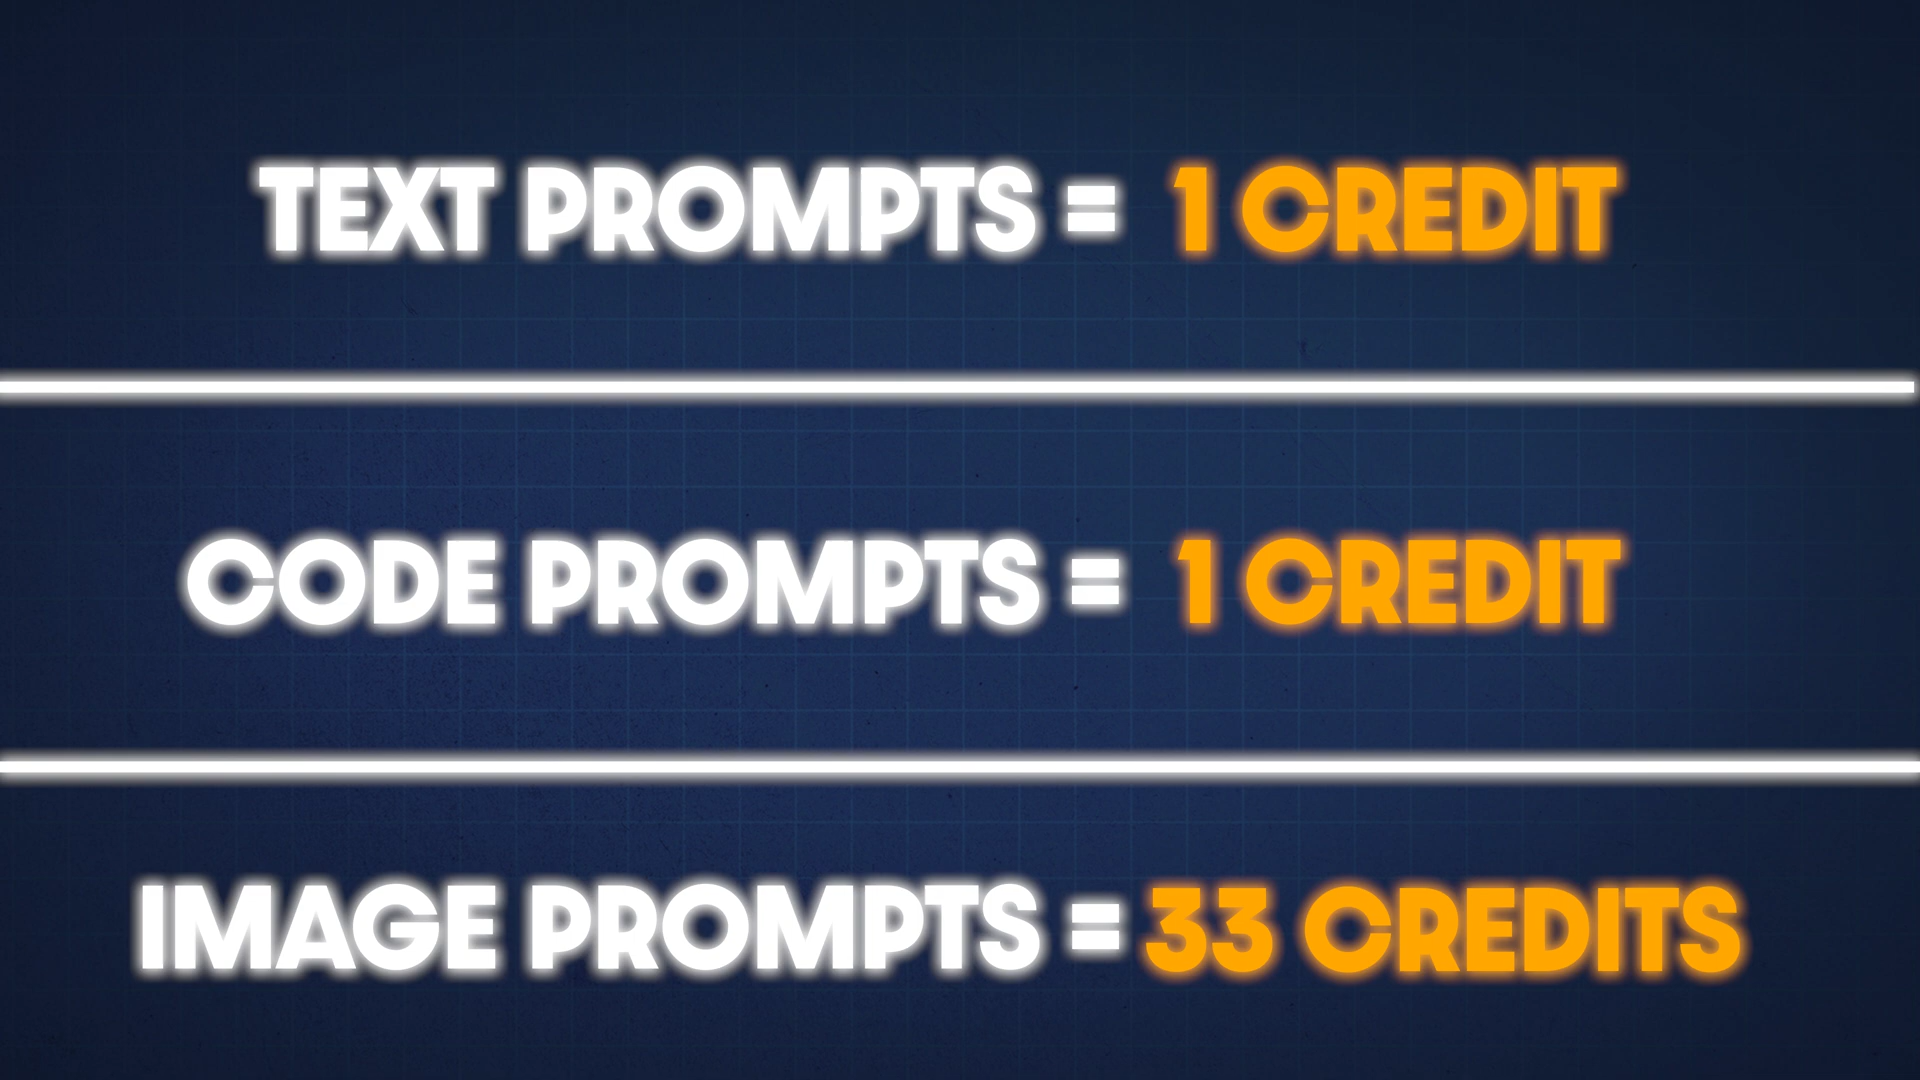 TEXT PROMPTS = 1 CREDIT
CODE PROMPTS = 1 CREDIT
IMAGE PROMPTS = 33 CREDITS